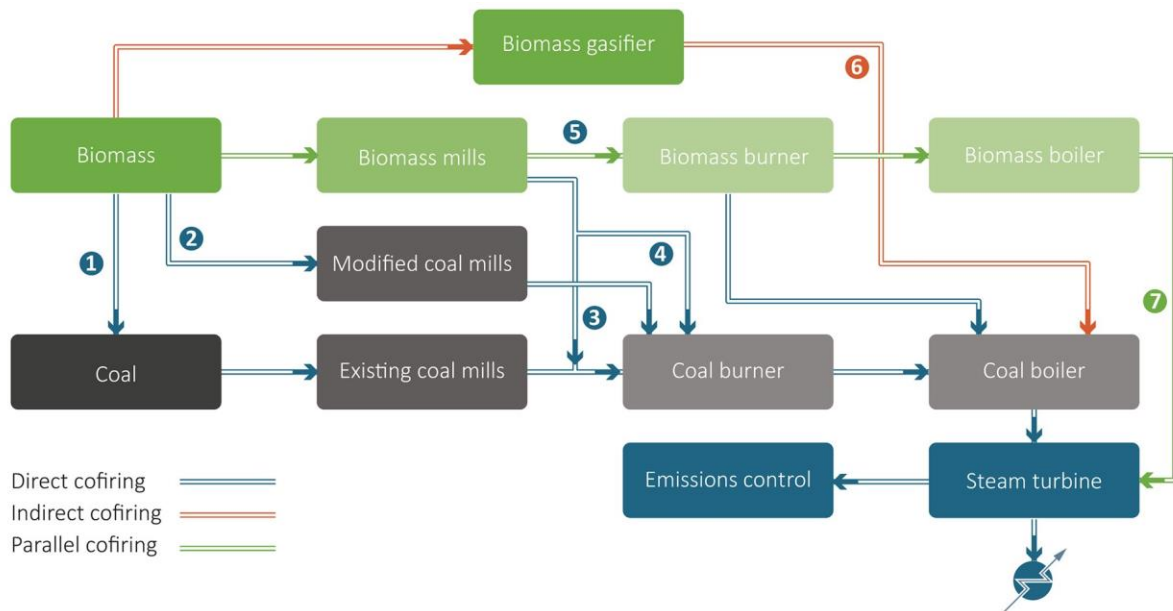 Biomass gasifier
6
5
Biomass
Biomass mills
Biomass burner
Biomass boiler
2
1
4
Modified coal mills
3
7
Coal
Existing coal mills
Coal burner
Coal boiler
Direct cofiring
Indirect cofiring
Parallel cofiring
Emissions control
Steam turbine